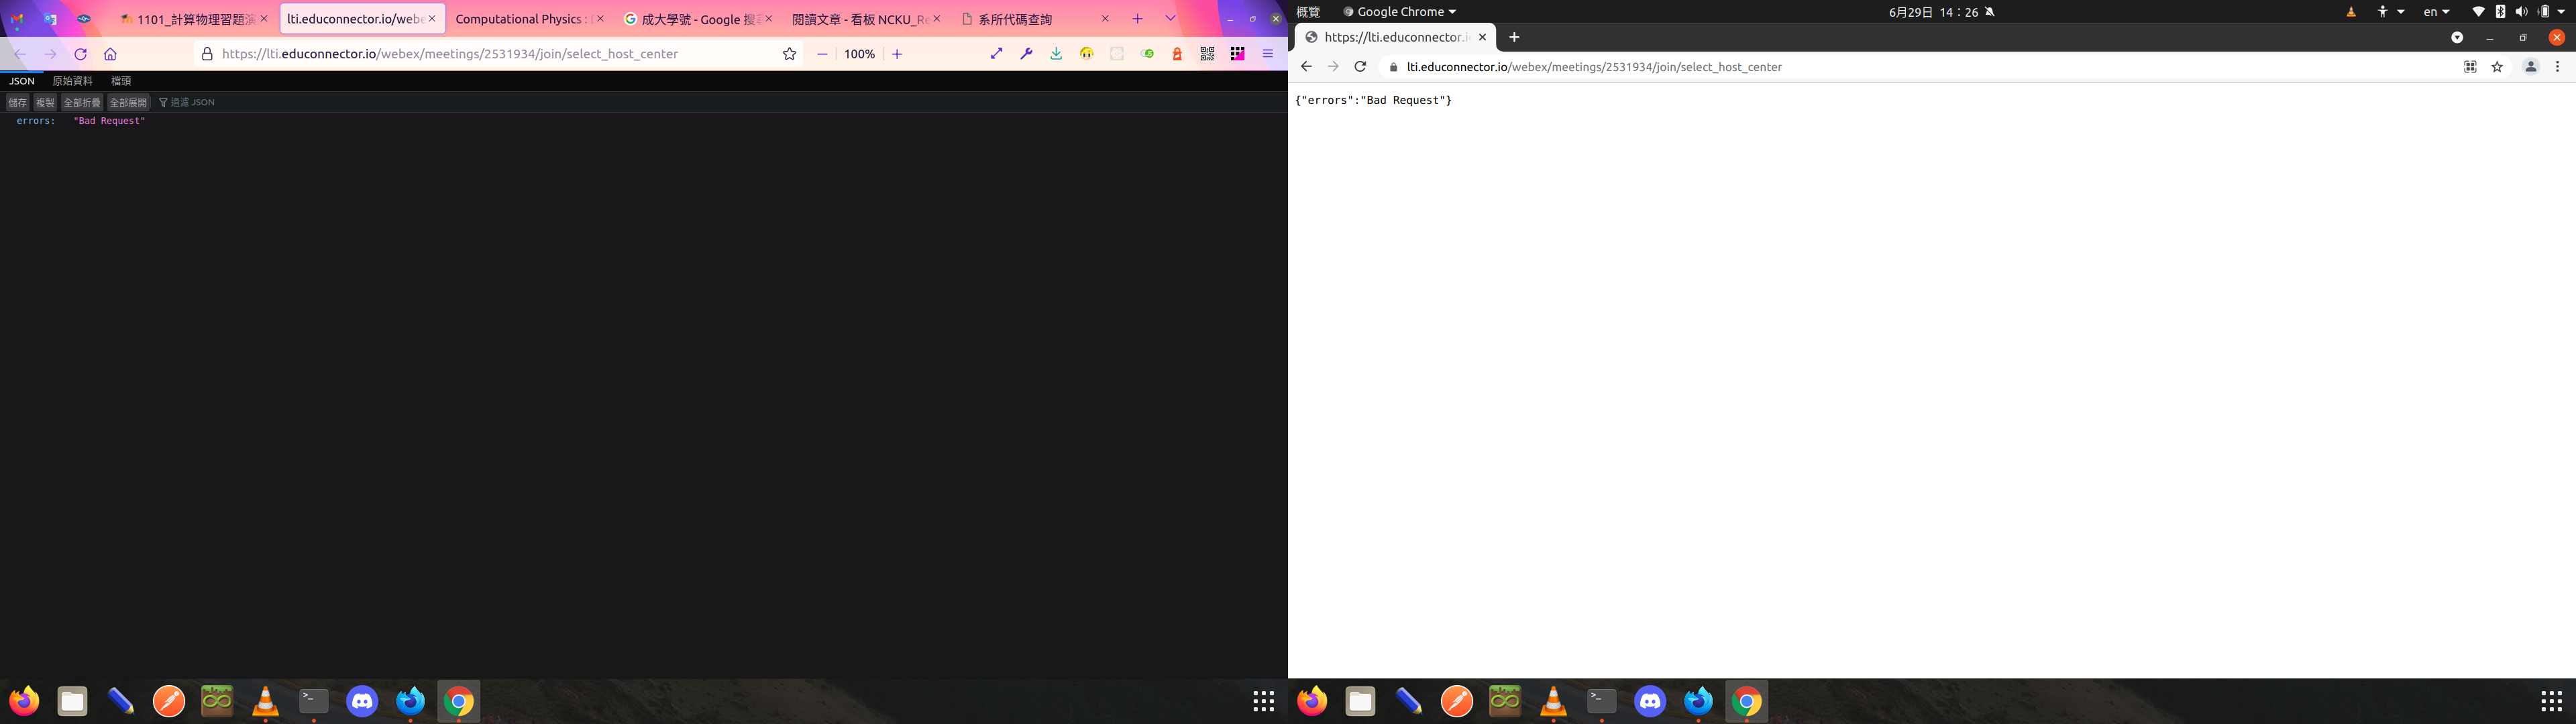 1101_計算物理習題演
lti.educonnector.io/webe
Computational Physics :
成大學號 - Google 搜
閱讀文章 - 看板 NCKU_Re
系所代碼查詢
https://lti.educonnector.io/webex/meetings/2531934/join/select_host_center
100%
JSON
原始資料
檔頭
儲存
複製
全部折疊
全部展開
過濾 JSON
errors: "Bad Request"
概覽
Google Chrome
6月29日 14：26
en
https://lti.educonnector.i
lti.educonnector.io/webex/meetings/2531934/join/select_host_center
{"errors":"Bad Request"}